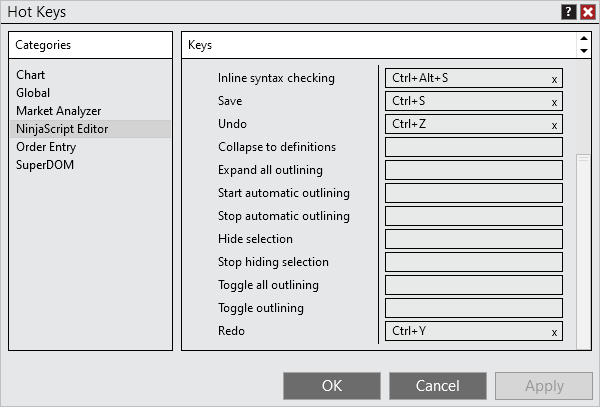 Hot Keys
? x
Categories
Keys
Chart
Global
Market Analyzer
NinjaScript Editor
Order Entry
SuperDOM
Inline syntax checking Ctrl+Alt+S x
Save Ctrl+S x
Undo Ctrl+Z x
Collapse to definitions
Expand all outlining
Start automatic outlining
Stop automatic outlining
Hide selection
Stop hiding selection
Toggle all outlining
Toggle outlining
Redo Ctrl+Y x
OK Cancel Apply